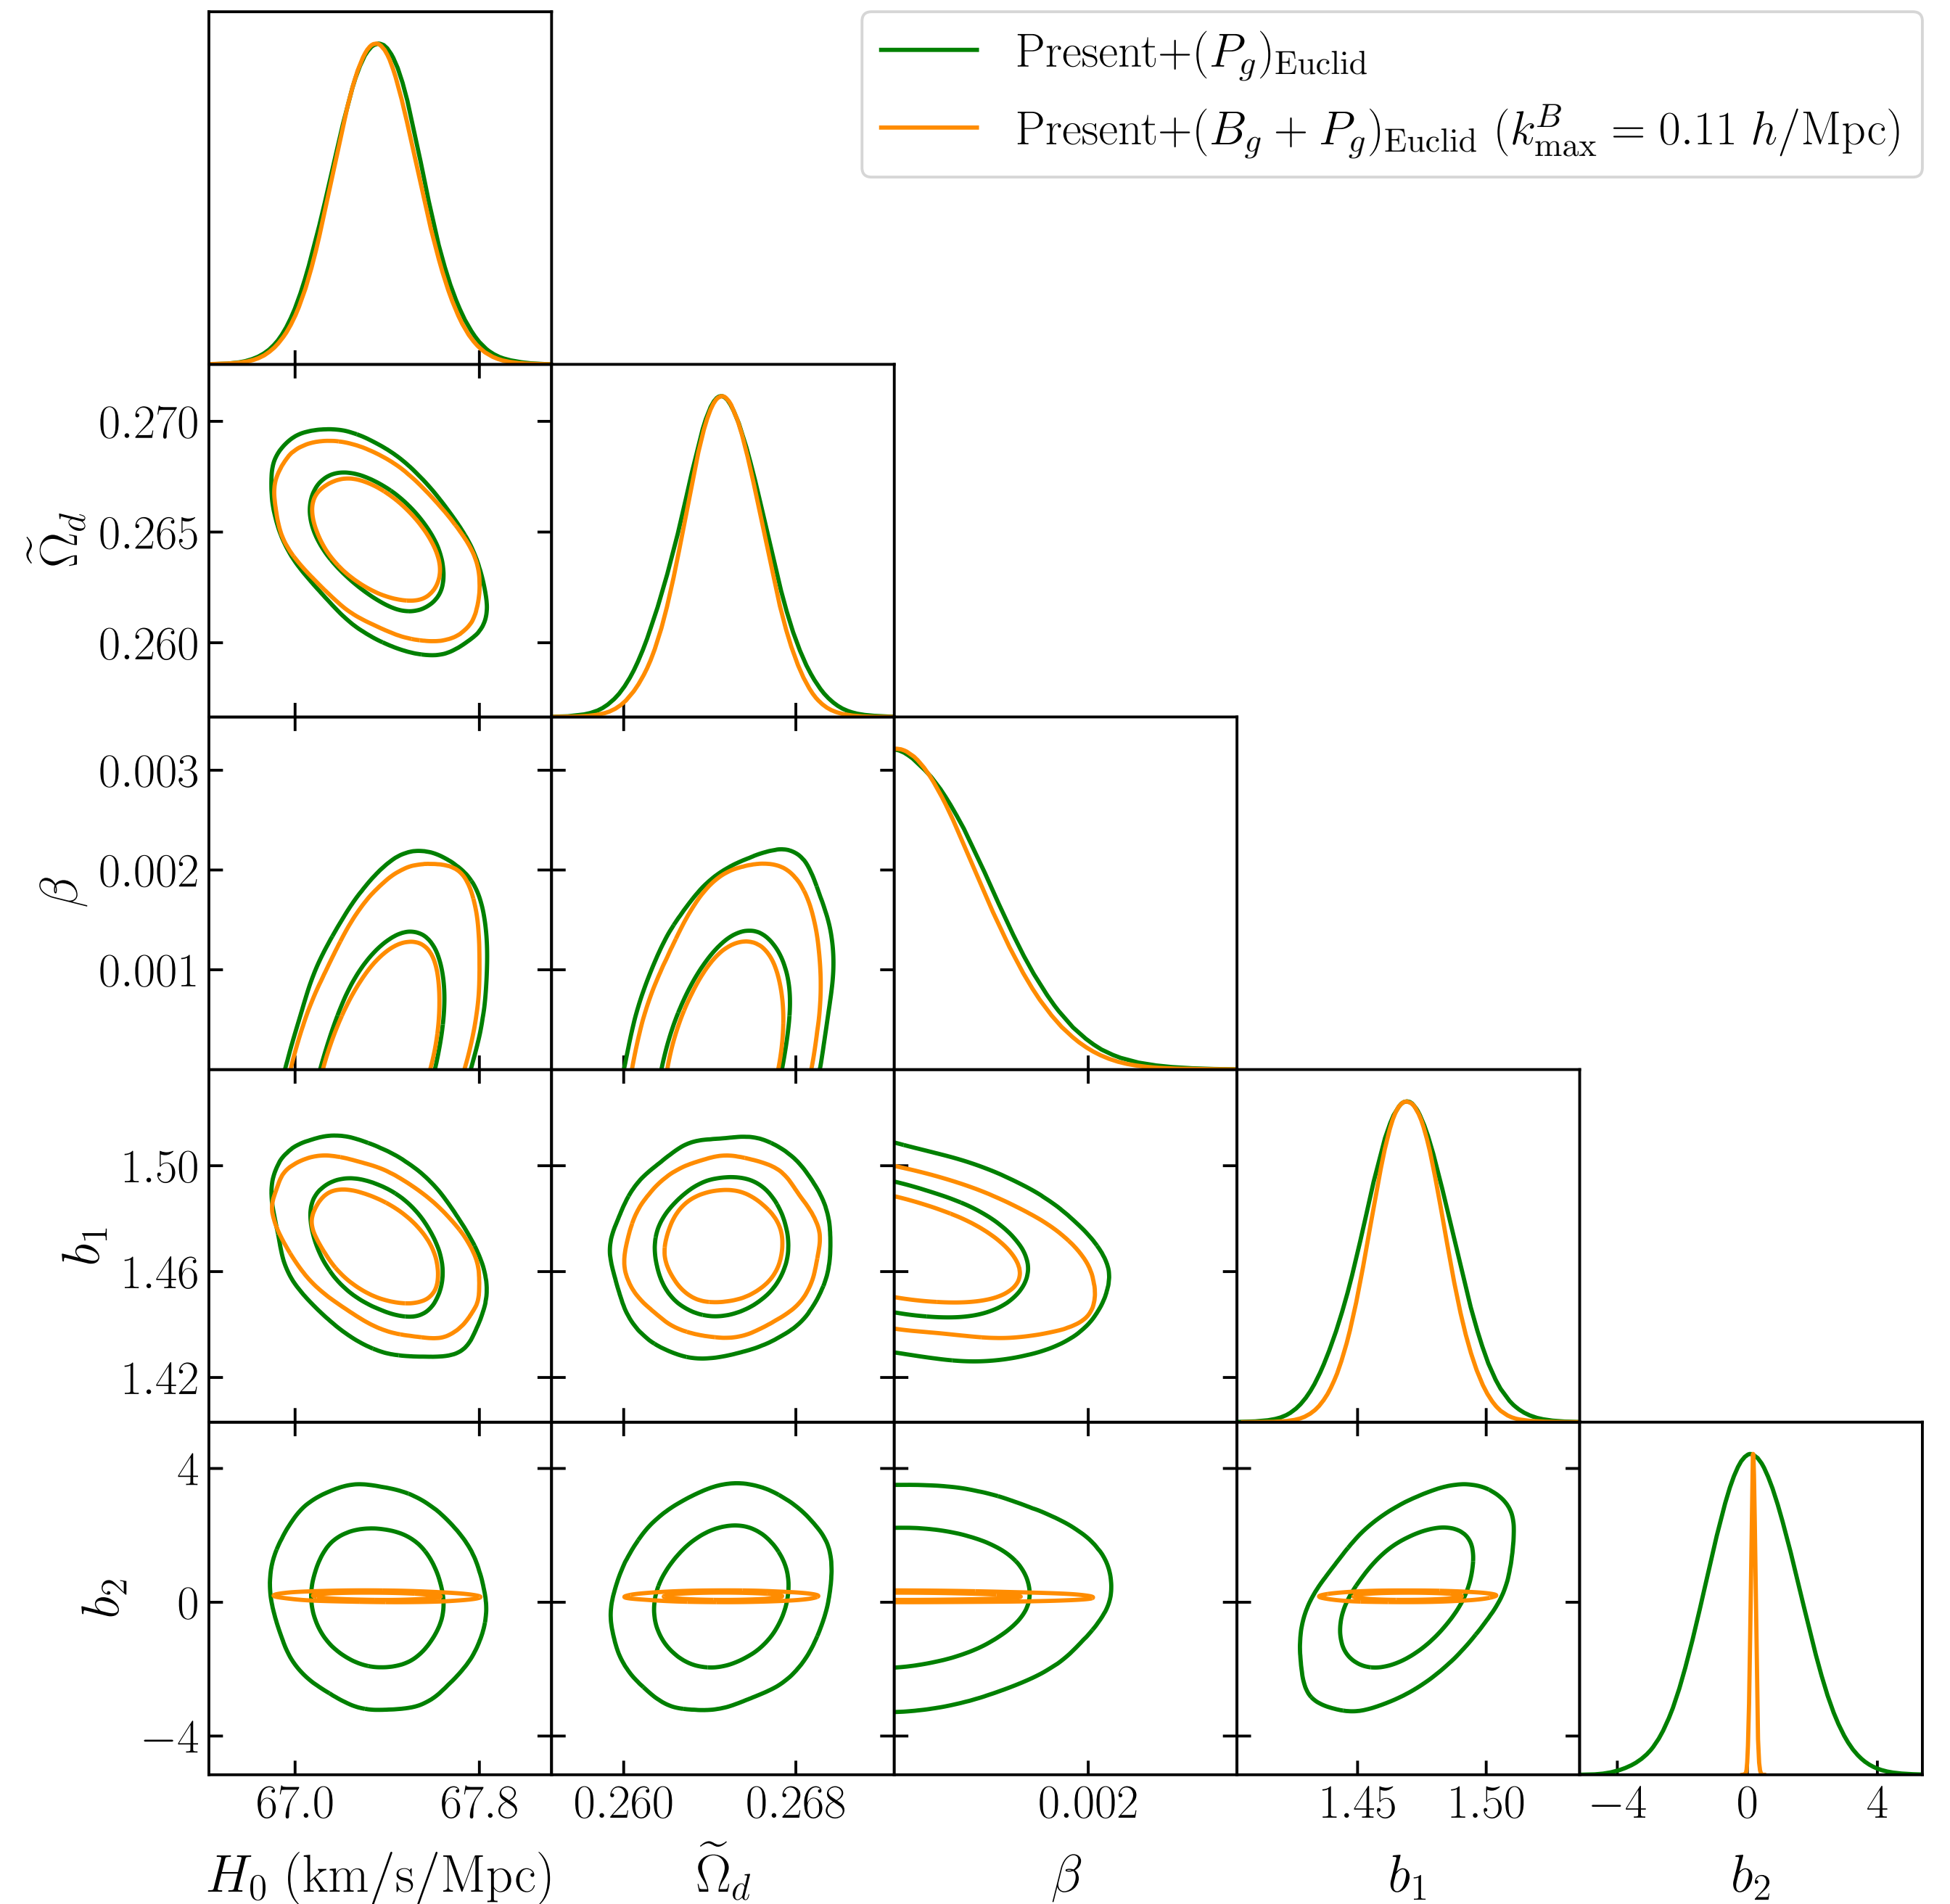 Present+(P_g)_Euclid
Present+(B_g + P_g)_Euclid (k^B_max = 0.11 h/Mpc)
0.270
0.265
0.260
Ω̃_d
0.003
0.002
0.001
β
1.50
1.46
1.42
b_1
4
0
−4
b_2
67.0 67.8 0.260 0.268 0.002 1.45 1.50 −4 0 4
H_0 (km/s/Mpc) Ω̃_d β b_1 b_2